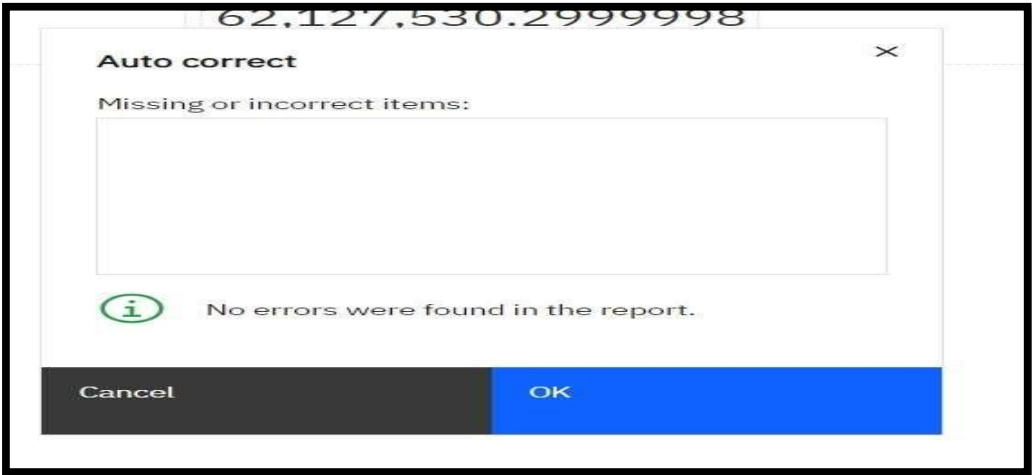 62,127,530.2999998
Auto correct
Missing or incorrect items:
No errors were found in the report.
Cancel
OK